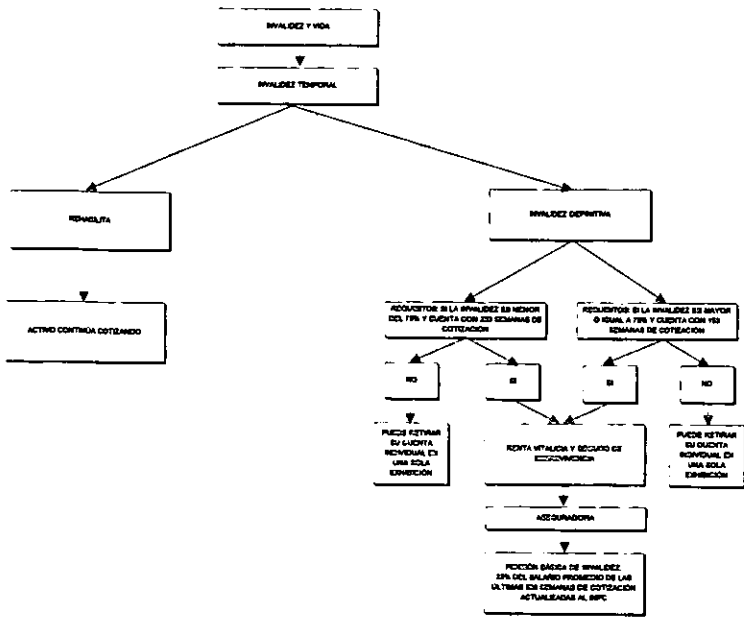 INVALIDEZ Y VIDA
INVALIDEZ TEMPORAL
REHABILITA
INVALIDEZ DEFINITIVA
ACTIVO CONTINÚA COTIZANDO
REQUISITOS: SI LA INVALIDEZ ES MENOR
DEL 75% Y CUENTA CON 250 SEMANAS DE
COTIZACIÓN
REQUISITOS: SI LA INVALIDEZ ES MAYOR
O IGUAL A 75% Y CUENTA CON 150
SEMANAS DE COTIZACIÓN
NO
SI
SI
NO
PUEDE RETIRAR
SU CUENTA
INDIVIDUAL EN
UNA SOLA
EXHIBICIÓN
RENTA VITALICIA Y SEGURO DE
SOBREVIVENCIA
PUEDE RETIRAR
SU CUENTA
INDIVIDUAL EN
UNA SOLA
EXHIBICIÓN
ASEGURADORA
PENSIÓN BÁSICA DE INVALIDEZ
DEL SALARIO PROMEDIO DE LAS
ÚLTIMAS SEMANAS DE COTIZACIÓN
ACTUALIZADAS AL INPC